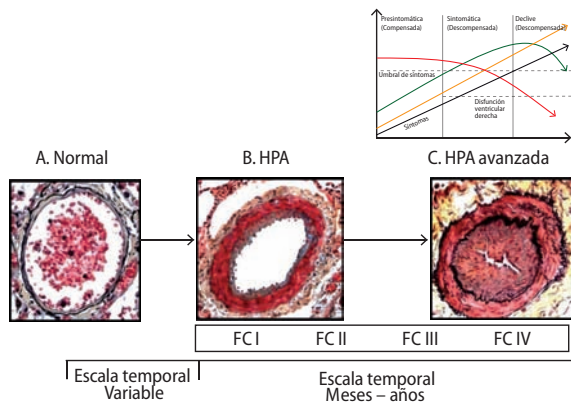 Presintomática
(Compensada)
Sintomática
(Descompensada)
Declive
(Descompensada)
Umbral de síntomas
Síntomas
Disfunción
ventricular
derecha
A. Normal
B. HPA
C. HPA avanzada
FC I FC II FC III FC IV
Escala temporal
Variable
Escala temporal
Meses – años